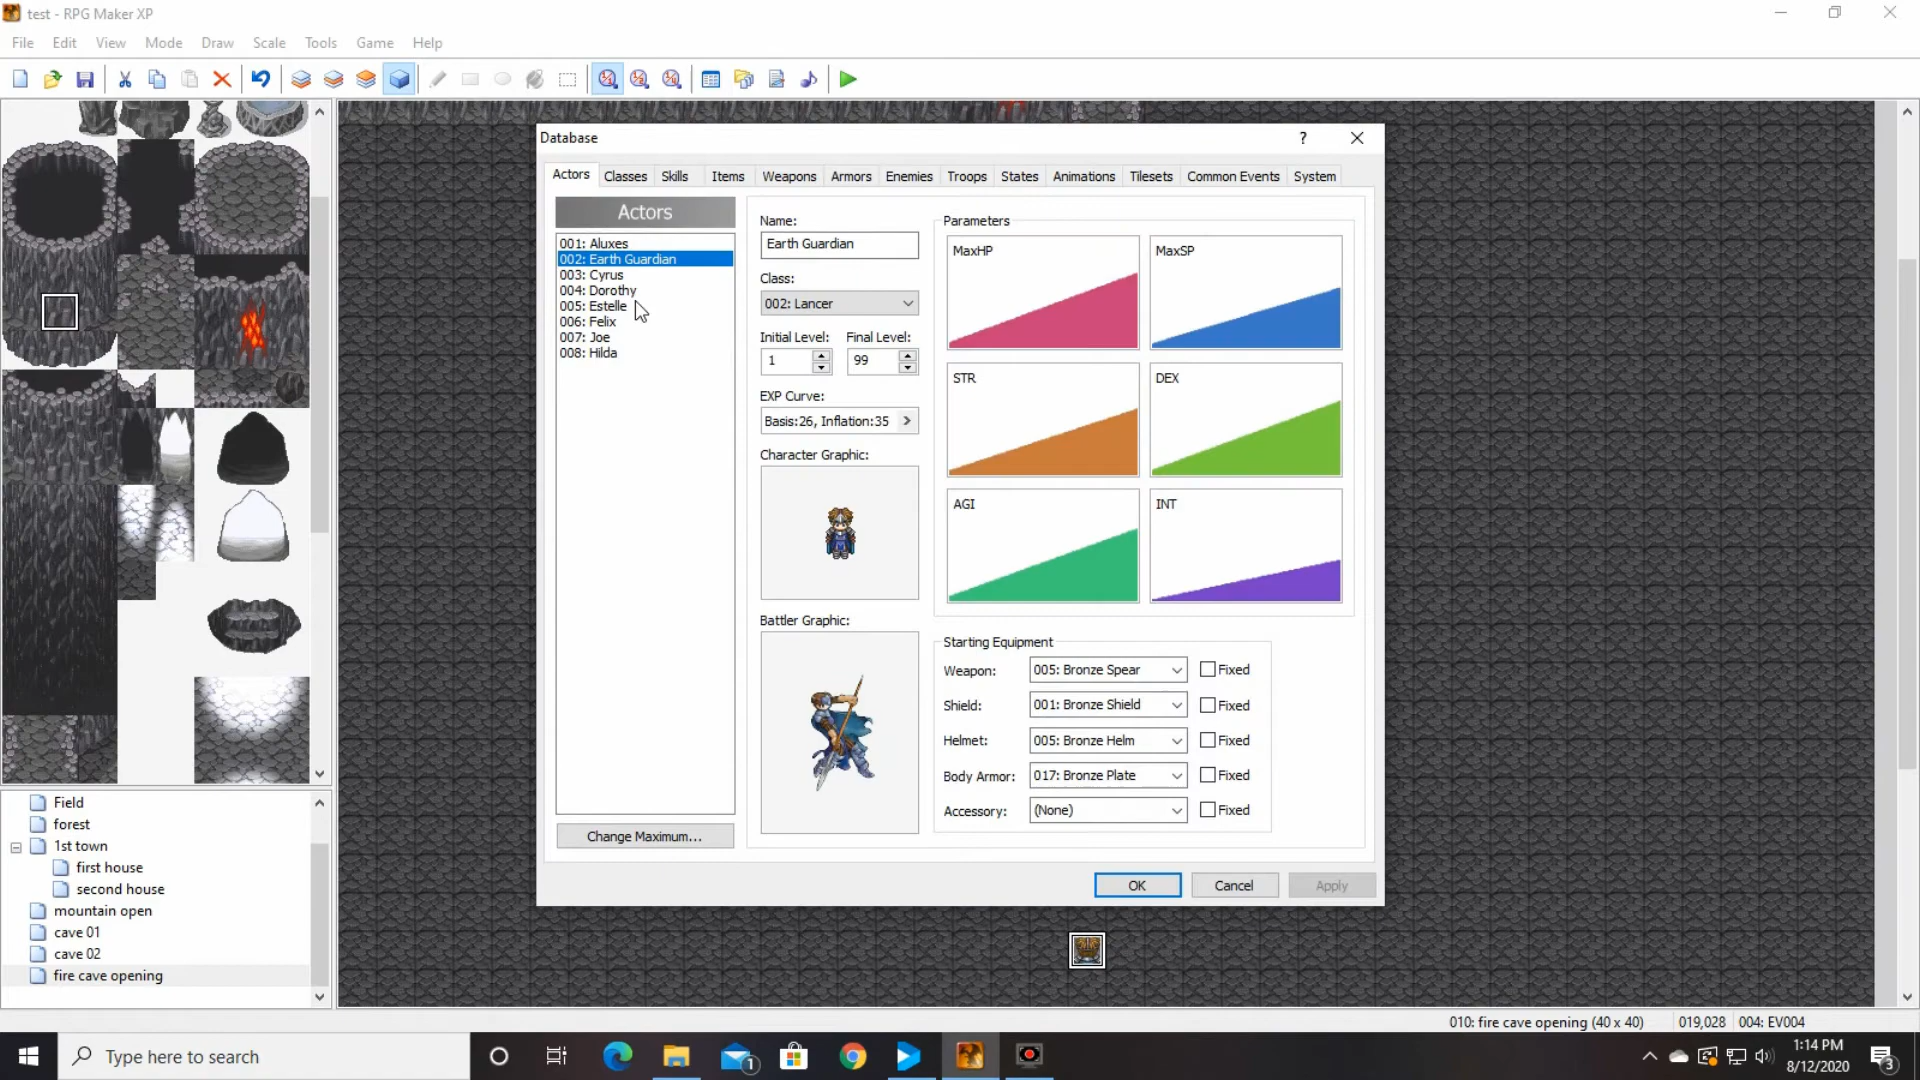 test - RPG Maker XP
File Edit View Mode Draw Scale Tools Game Help
Database
?
Actors Classes Skills Items Weapons Armors Enemies Troops States Animations Tilesets Common Events System
Actors
001: Aluxes
002: Earth Guardian
003: Cyrus
004: Dorothy
005: Estelle
006: Felix
007: Joe
008: Hilda
Change Maximum...
Name:
Earth Guardian
Class:
002: Lancer
Initial Level: Final Level:
1 99
EXP Curve:
Basis:26, Inflation:35
Character Graphic:
Battler Graphic:
Parameters
MaxHP MaxSP
STR DEX
AGI INT
Starting Equipment
Weapon: 005: Bronze Spear Fixed
Shield: 001: Bronze Shield Fixed
Helmet: 005: Bronze Helm Fixed
Body Armor: 017: Bronze Plate Fixed
Accessory: (None) Fixed
OK Cancel Apply
Field
forest
1st town
first house
second house
mountain open
cave 01
cave 02
fire cave opening
010: fire cave opening (40 x 40) 019,028 004: EV004
Type here to search
1
1:14 PM
8/12/2020
3